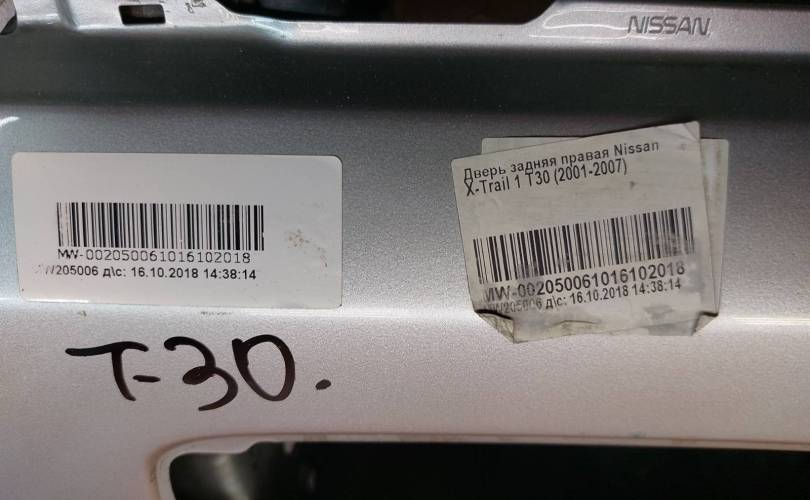 NISSAN
MW-002050061016102018
MW205006 д\с: 16.10.2018 14:38:14
Дверь задняя правая Nissan
X-Trail 1 T30 (2001-2007)
MW-002050061016102018
MW205006 д\с: 16.10.2018 14:38:14
T-30.